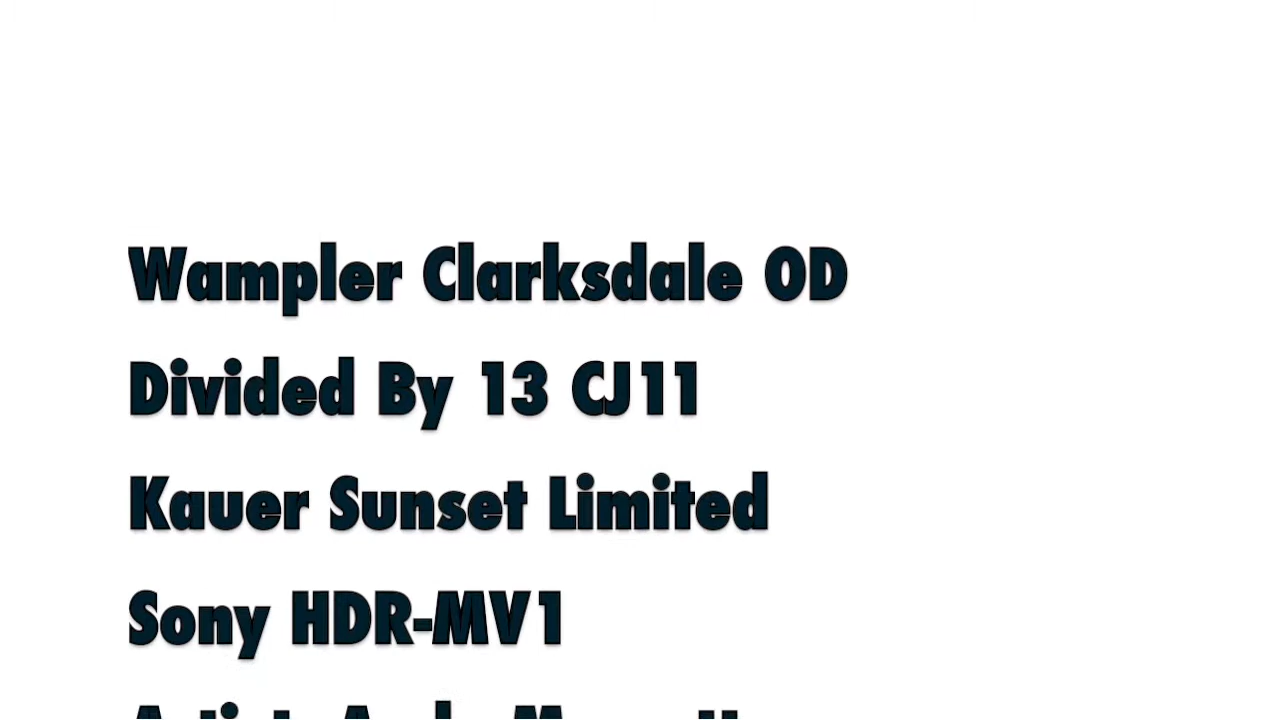 Wampler Clarksdale OD
Divided By 13 CJ11
Kauer Sunset Limited
Sony HDR-MV1